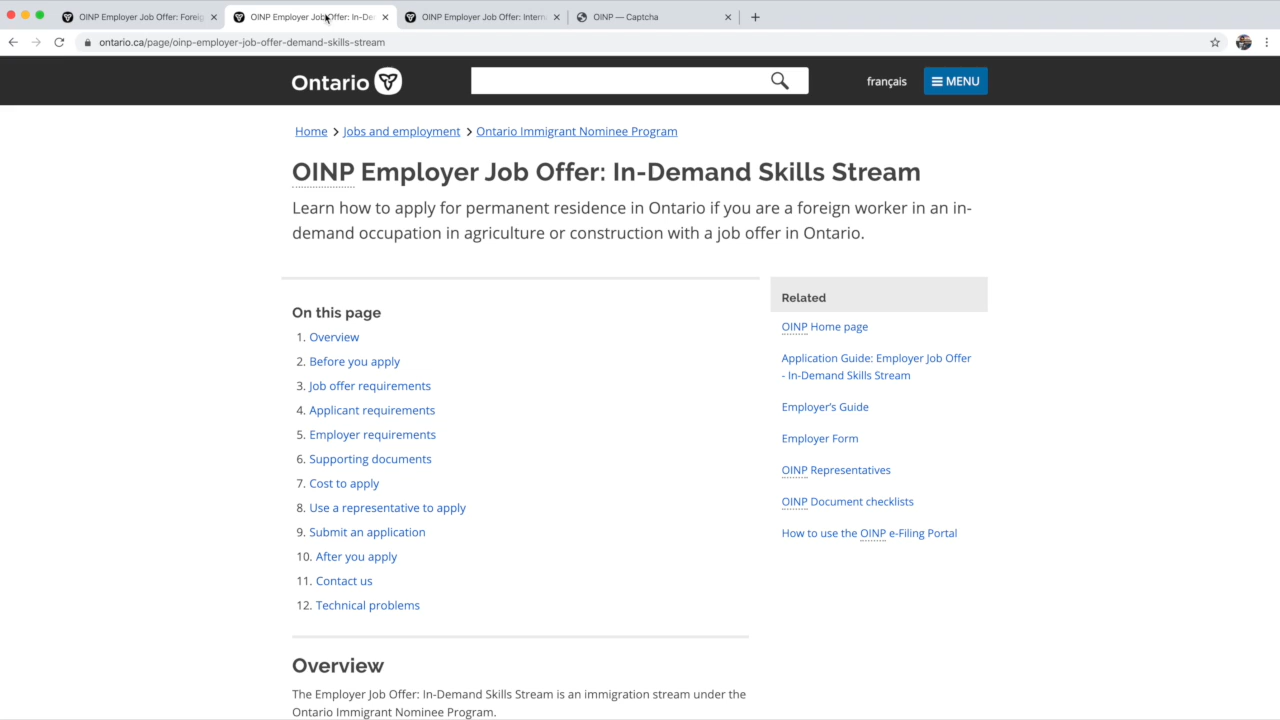 OINP Employer Job Offer: Foreig
OINP Employer Job Offer: In-De
OINP Employer Job Offer: Intern
OINP — Captcha
ontario.ca/page/oinp-employer-job-offer-demand-skills-stream
Ontario
français
MENU
Home > Jobs and employment > Ontario Immigrant Nominee Program
OINP Employer Job Offer: In-Demand Skills Stream
Learn how to apply for permanent residence in Ontario if you are a foreign worker in an in-
demand occupation in agriculture or construction with a job offer in Ontario.
On this page
1. Overview
2. Before you apply
3. Job offer requirements
4. Applicant requirements
5. Employer requirements
6. Supporting documents
7. Cost to apply
8. Use a representative to apply
9. Submit an application
10. After you apply
11. Contact us
12. Technical problems
Related
OINP Home page
Application Guide: Employer Job Offer
- In-Demand Skills Stream
Employer's Guide
Employer Form
OINP Representatives
OINP Document checklists
How to use the OINP e-Filing Portal
Overview
The Employer Job Offer: In-Demand Skills Stream is an immigration stream under the
Ontario Immigrant Nominee Program.